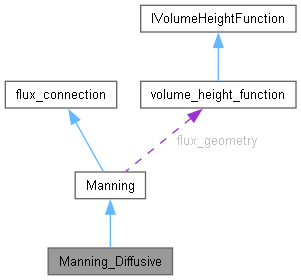 IVolumeHeightFunction
flux_connection
volume_height_function
flux_geometry
Manning
Manning_Diffusive